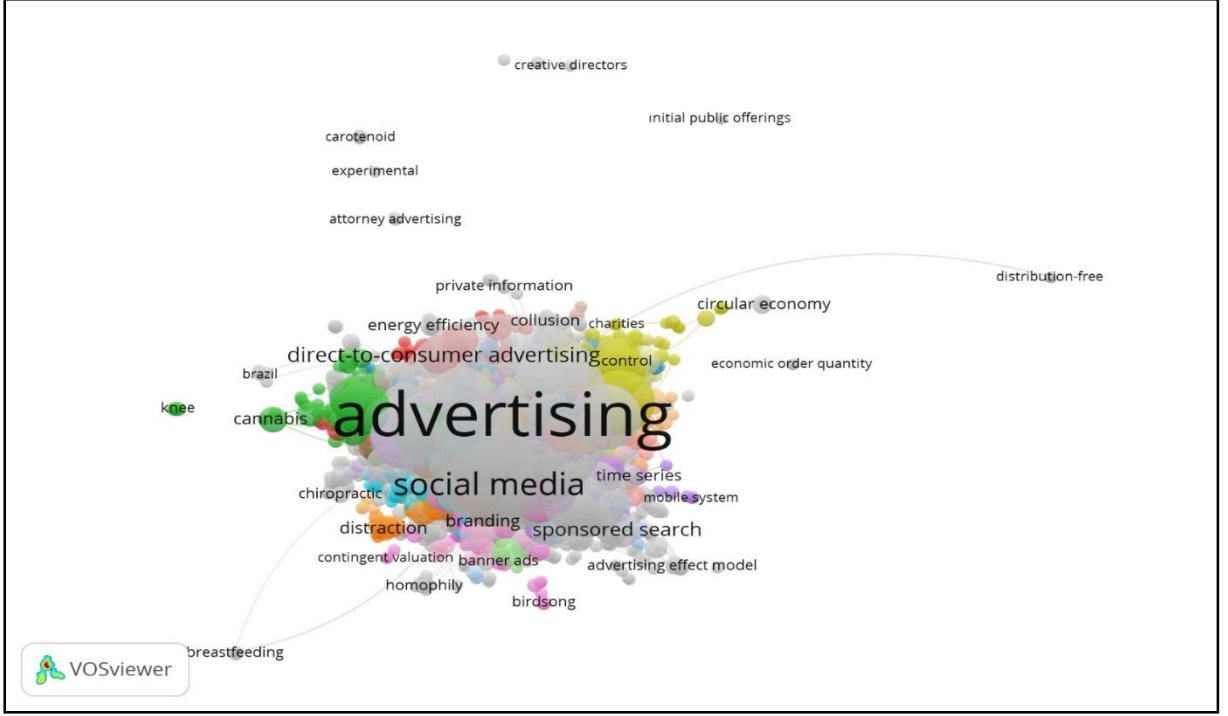 creative directors
initial public offerings
carotenoid
experimental
attorney advertising
distribution-free
private information
circular economy
energy efficiency
collusion
charities
direct-to-consumer advertising
control
economic order quantity
brazil
knee
cannabis
advertising
social media
time series
chiropractic
mobile system
distraction
branding
sponsored search
contingent valuation
banner ads
advertising effect model
homophily
birdsong
breastfeeding
VOSviewer